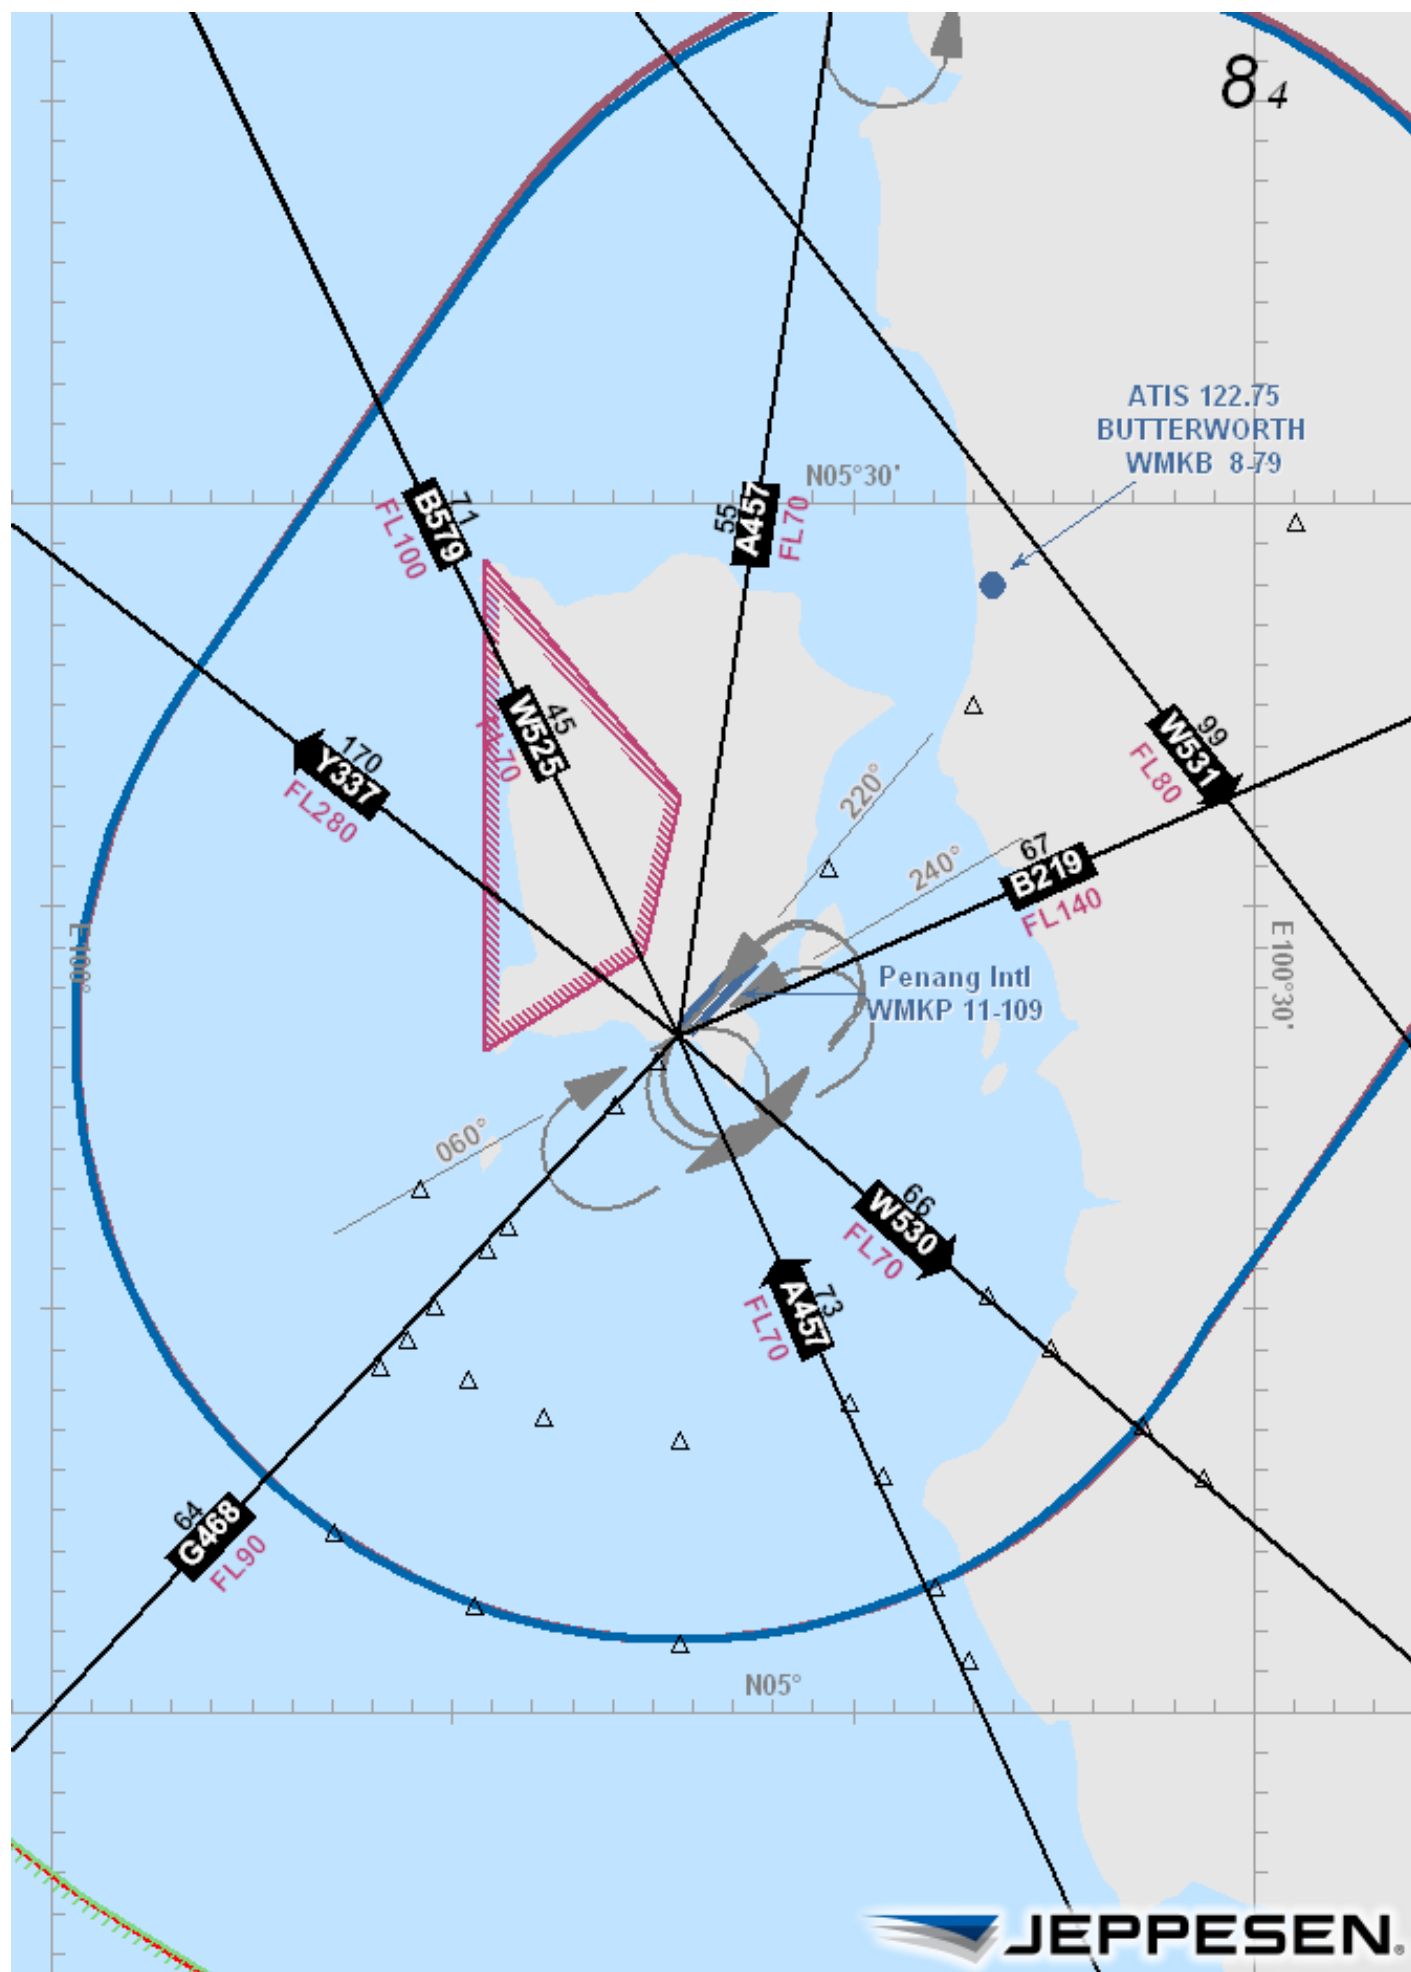 84
ATIS 122.75
BUTTERWORTH
WMKB 8-79
N05°30'
B579
71
FL100
A457
55
FL70
W525
45
FL70
Y337
170
FL280
W531
99
FL80
220°
240°
B219
67
FL140
E100°
E100°30'
Penang Intl
WMKP 11-109
060°
W530
66
FL70
A457
73
FL70
G468
64
FL90
N05°
JEPPESEN®